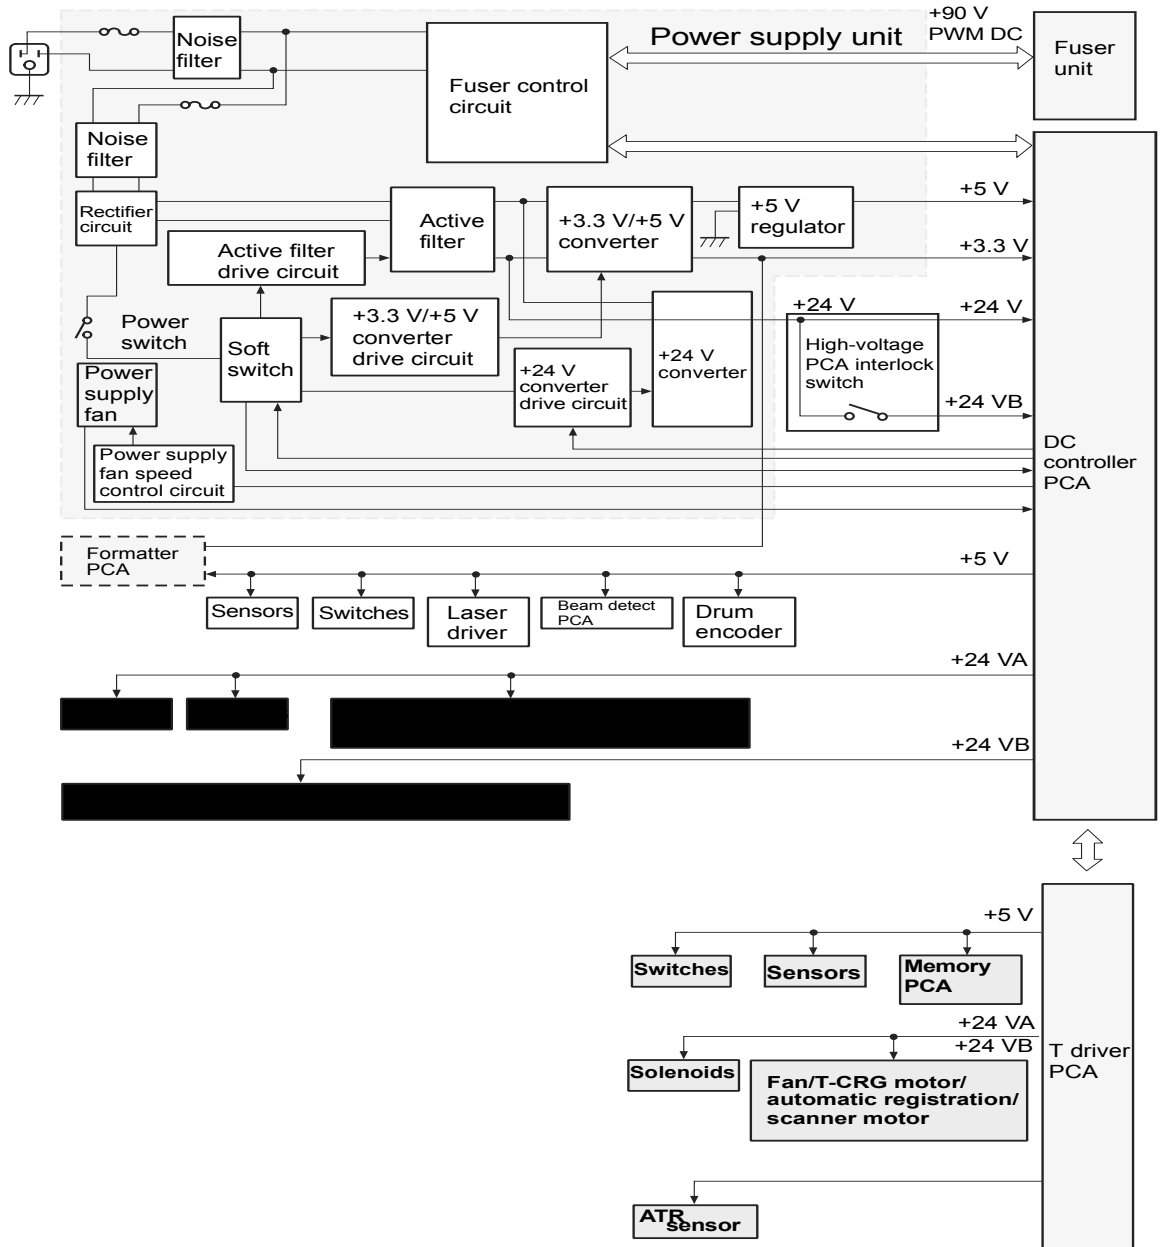 +90 V
PWM DC
Power supply unit
Noise
filter
Fuser control
circuit
Fuser
unit
Noise
filter
Rectifier
circuit
Active
filter
+3.3 V/+5 V
converter
+5 V
regulator
+5 V
+3.3 V
Active filter
drive circuit
Power
switch
Soft
switch
+3.3 V/+5 V
converter
drive circuit
+24 V
converter
drive circuit
+24 V
converter
+24 V
High-voltage
PCA interlock
switch
+24 V
+24 VB
Power
supply
fan
Power supply
fan speed
control circuit
DC
controller
PCA
Formatter
PCA
+5 V
Sensors
Switches
Laser
driver
Beam detect
PCA
Drum
encoder
+24 VA
+24 VB
+5 V
Switches
Sensors
Memory
PCA
+24 VA
+24 VB
Solenoids
Fan/T-CRG motor/
automatic registration/
scanner motor
T driver
PCA
ATR
sensor